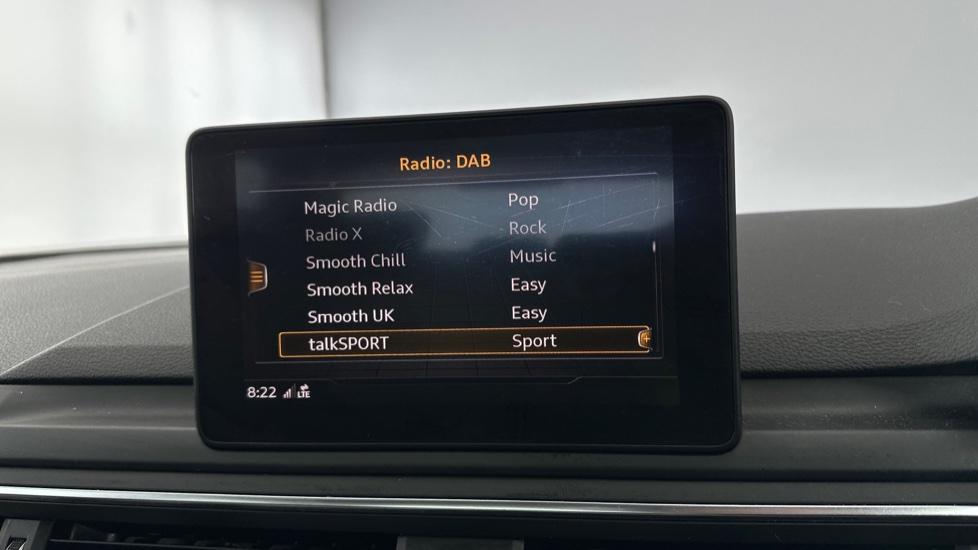 Radio: DAB
Magic Radio Pop
Radio X Rock
Smooth Chill Music
Smooth Relax Easy
Smooth UK Easy
talkSPORT Sport
8:22 LTE